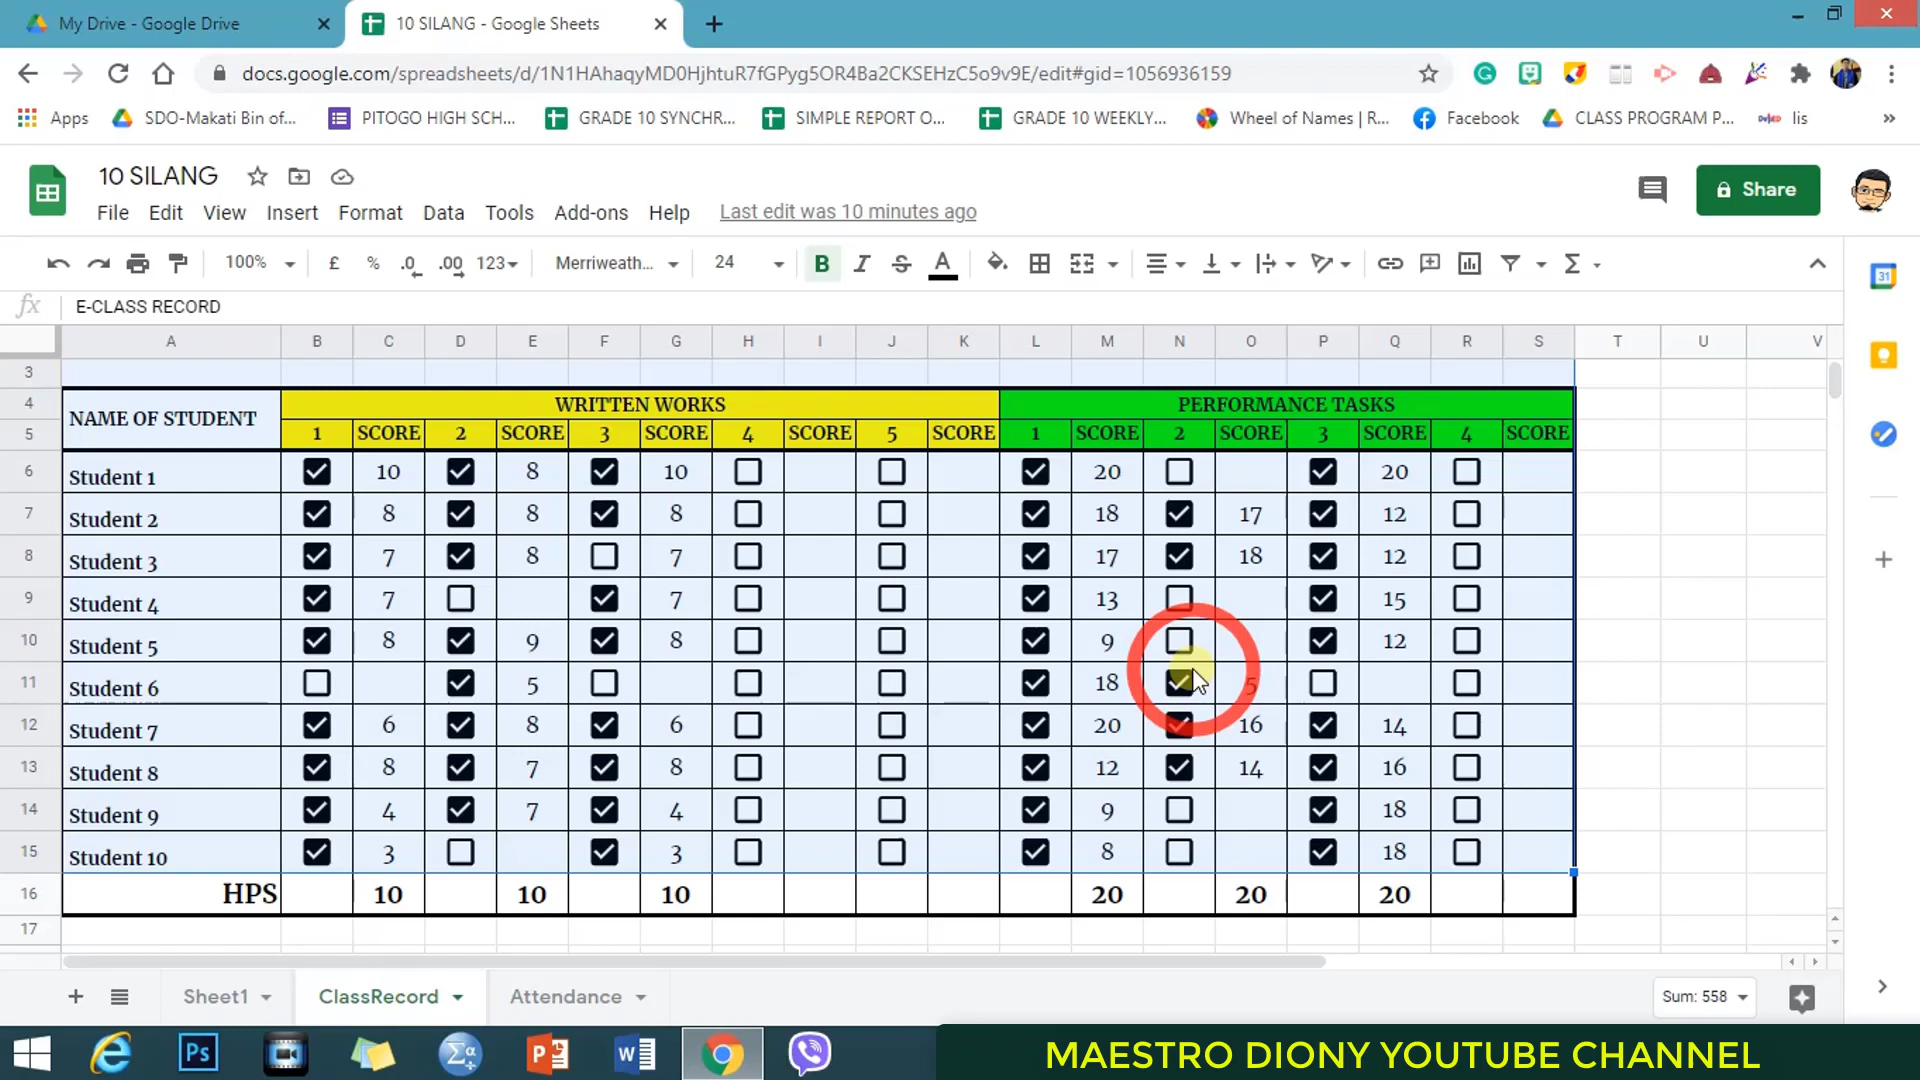 My Drive - Google Drive
10 SILANG - Google Sheets
docs.google.com/spreadsheets/d/1N1HAhaqyMD0HjhtuR7fGPyg5OR4Ba2CKSEHzC5o9v9E/edit#gid=1056936159
Apps SDO-Makati Bin of... PITOGO HIGH SCH... GRADE 10 SYNCHR... SIMPLE REPORT O... GRADE 10 WEEKLY... Wheel of Names | R... Facebook CLASS PROGRAM P... DepED lis »
10 SILANG
Share
File Edit View Insert Format Data Tools Add-ons Help Last edit was 10 minutes ago
100% £ % .0 .00 123 Merriweath... 24 B I S A Σ
31
fx E-CLASS RECORD
A B C D E F G H I J K L M N O P Q R S T U V
3
4 NAME OF STUDENT WRITTEN WORKS PERFORMANCE TASKS
5 1 SCORE 2 SCORE 3 SCORE 4 SCORE 5 SCORE 1 SCORE 2 SCORE 3 SCORE 4 SCORE
6 Student 1 10 8 10 20 20
7 Student 2 8 8 8 18 17 12
8 Student 3 7 8 7 17 18 12
9 Student 4 7 7 13 15
10 Student 5 8 9 8 9 12
11 Student 6 5 18 5
12 Student 7 6 8 6 20 16 14
13 Student 8 8 7 8 12 14 16
14 Student 9 4 7 4 9 18
15 Student 10 3 3 8 18
16 HPS 10 10 10 20 20 20
17
Sheet1 ClassRecord Attendance Sum: 558
Ps
MAESTRO DIONY YOUTUBE CHANNEL